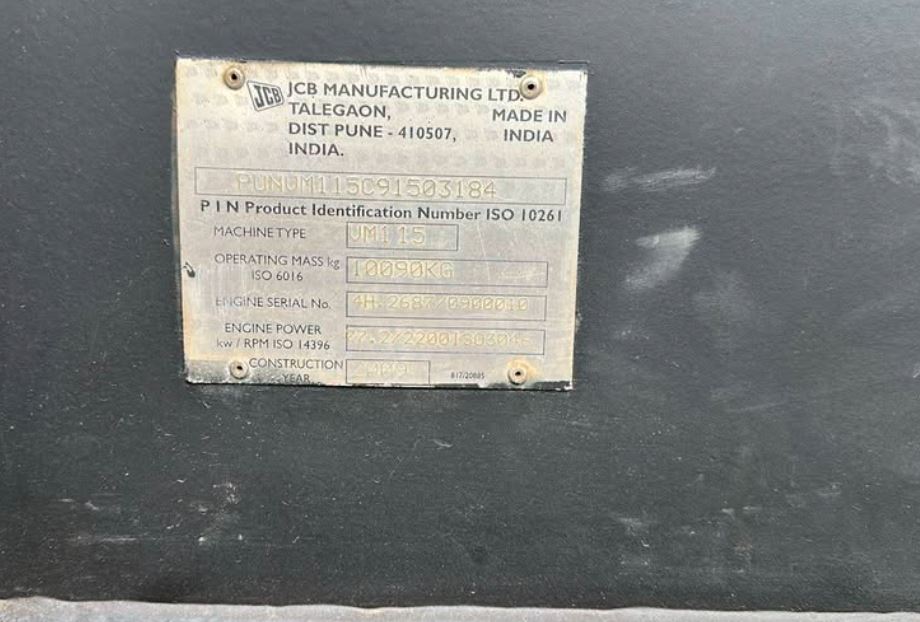 JCB JCB MANUFACTURING LTD.
TALEGAON, MADE IN
DIST PUNE - 410507, INDIA
INDIA.
PUNVM115C91503184
P I N Product Identification Number ISO 10261
MACHINE TYPE VM115
OPERATING MASS kg 10090KG
ISO 6016
ENGINE SERIAL No.
ENGINE POWER
kw / RPM ISO 14396
CONSTRUCTION
YEAR
817/20885